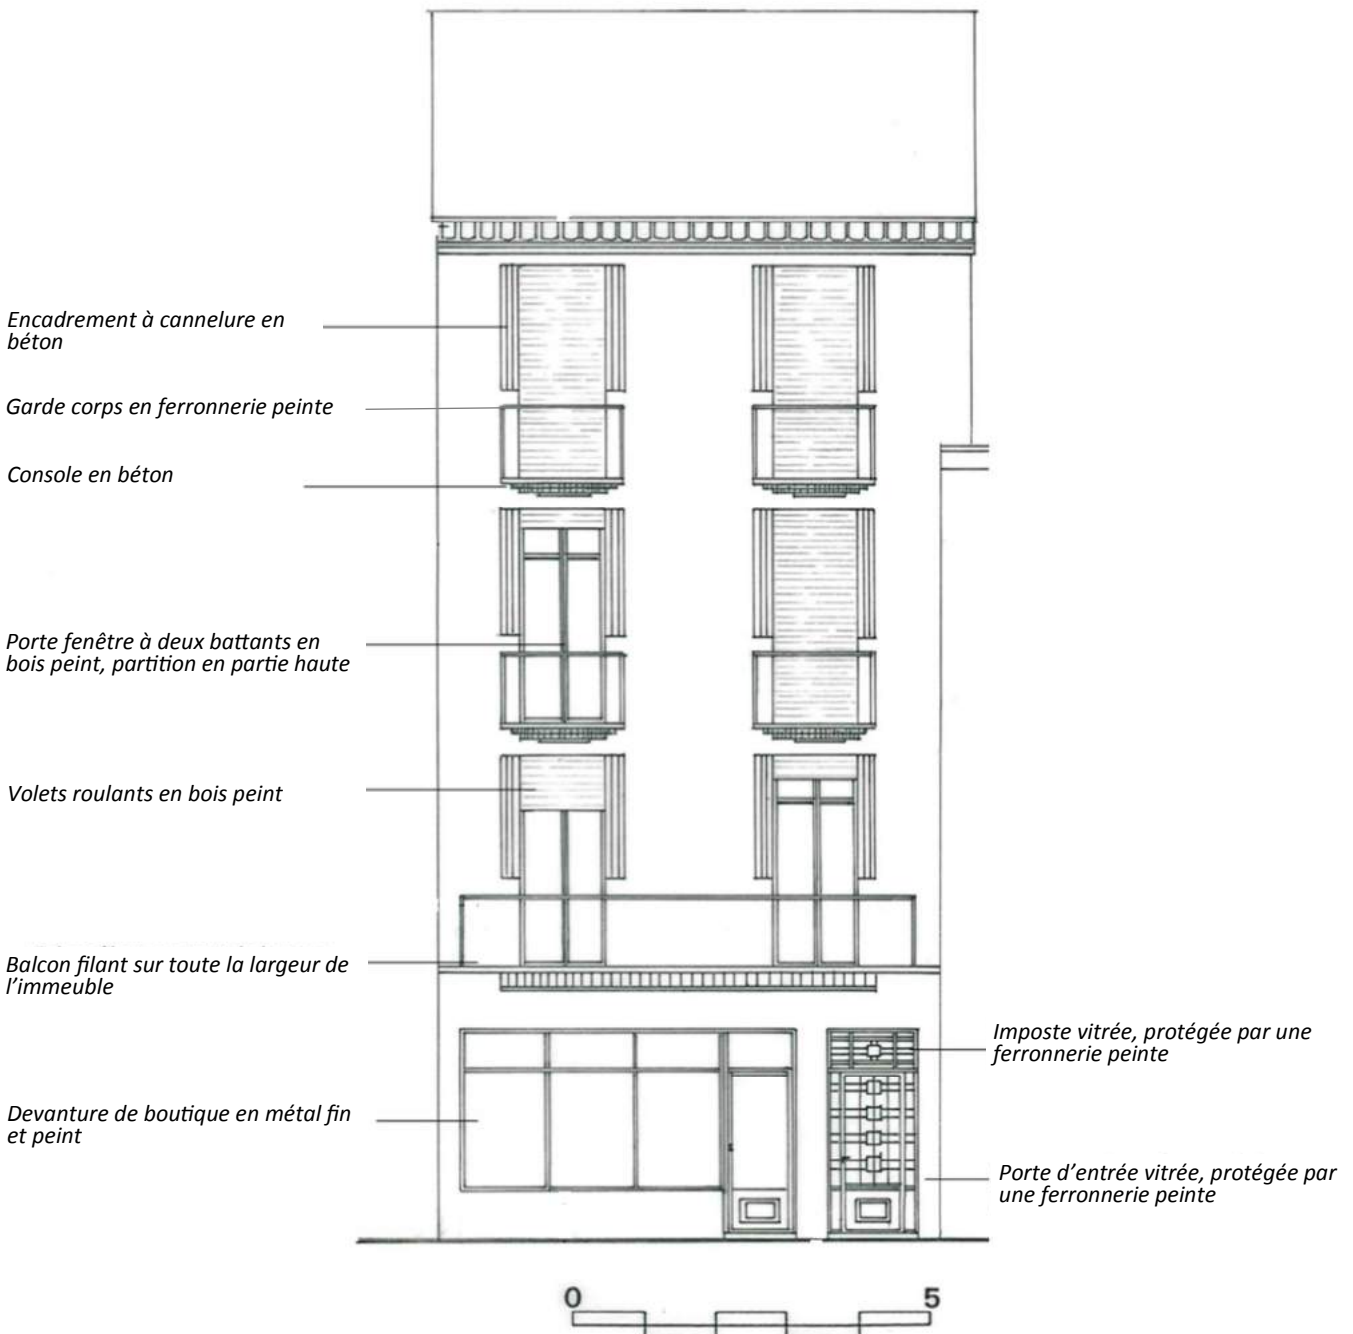 Encadrement à cannelure en
béton
Garde corps en ferronnerie peinte
Console en béton
Porte fenêtre à deux battants en
bois peint, partition en partie haute
Volets roulants en bois peint
Balcon filant sur toute la largeur de
l'immeuble
Devanture de boutique en métal fin
et peint
Imposte vitrée, protégée par une
ferronnerie peinte
Porte d'entrée vitrée, protégée par
une ferronnerie peinte
0 5